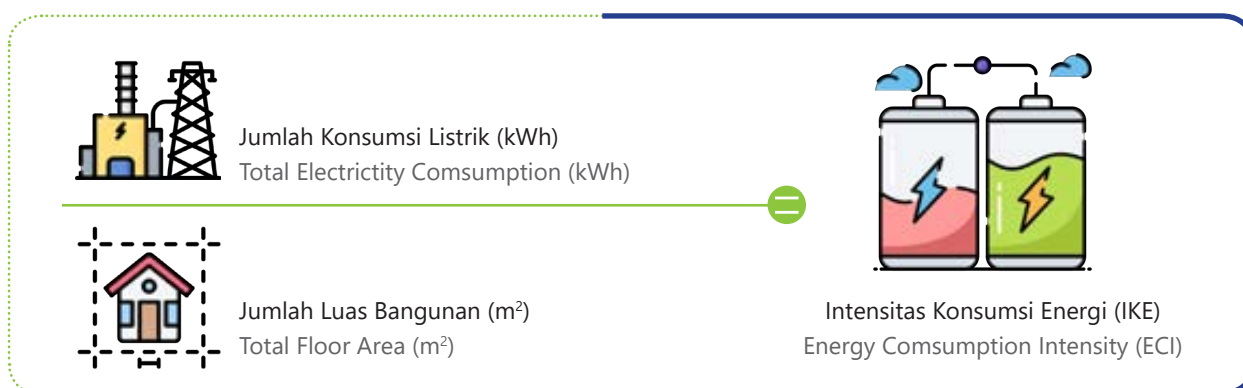 Jumlah Konsumsi Listrik (kWh)
Total Electrictity Comsumption (kWh)
Jumlah Luas Bangunan (m²)
Total Floor Area (m²)
Intensitas Konsumsi Energi (IKE)
Energy Comsumption Intensity (ECI)